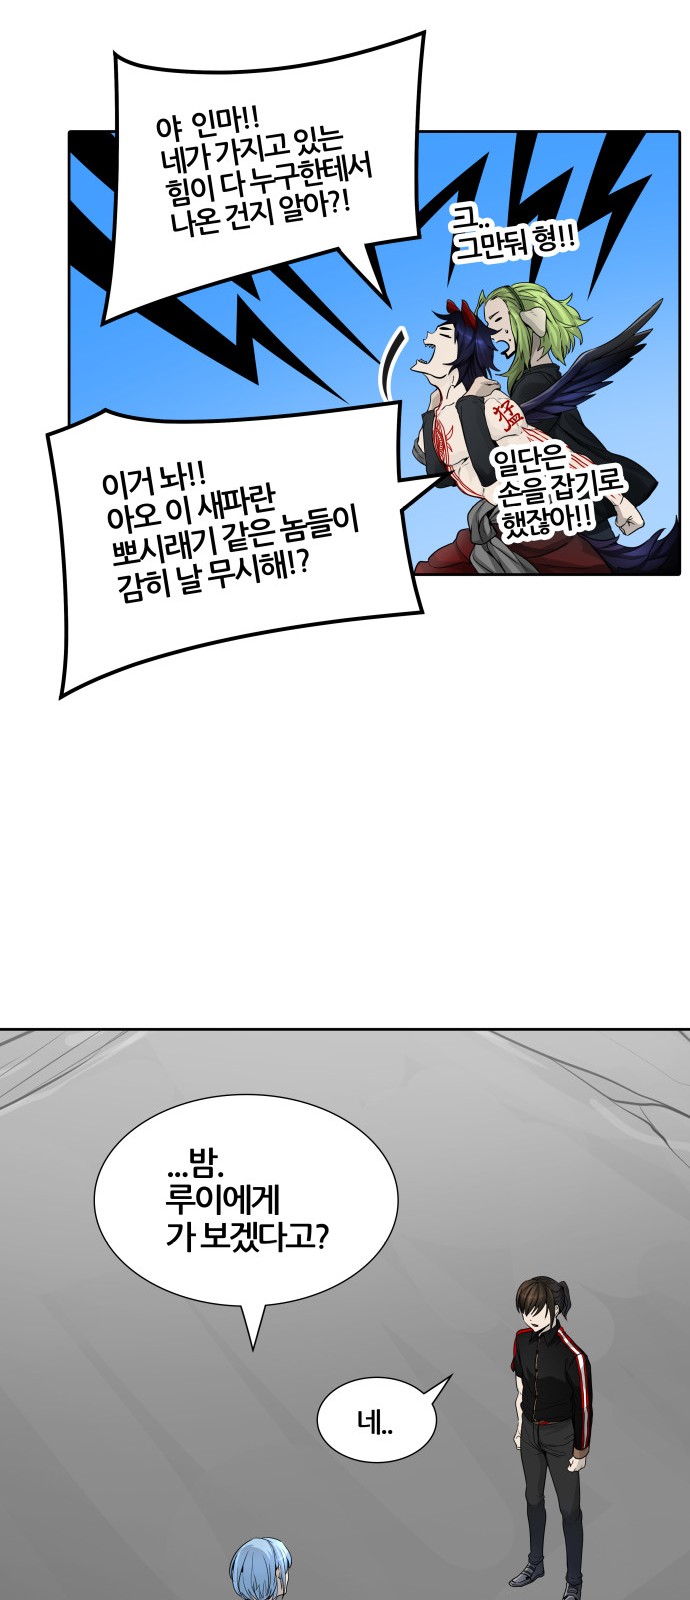 야 인마!!
네가 가지고 있는
힘이 다 누구한테서
나온 건지 알아?!
그..
그만둬 형!!
猛
이거 놔!!
아오 이 새파란
뽀시래기 같은 놈들이
감히 날 무시해!?
일단은
손을 잡기로
했잖아!!
...밤.
루이에게
가 보겠다고?
네..